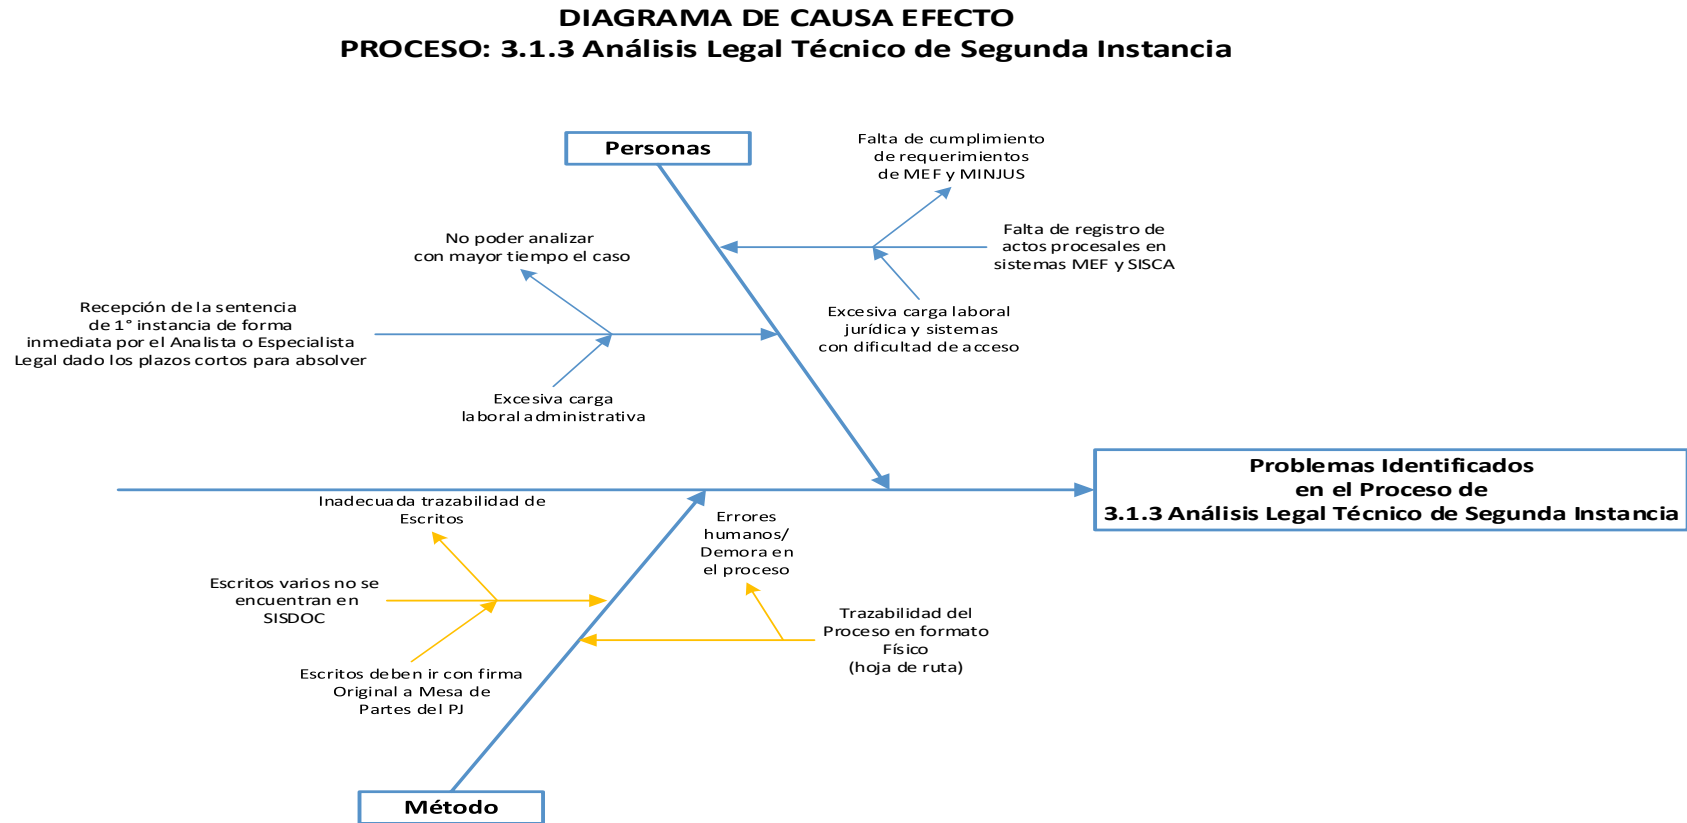 DIAGRAMA DE CAUSA EFECTO
PROCESO: 3.1.3 Análisis Legal Técnico de Segunda Instancia
Personas
Falta de cumplimiento
de requerimientos
de MEF y MINJUS
No poder analizar
con mayor tiempo el caso
Falta de registro de
actos procesales en
sistemas MEF y SISCA
Recepción de la sentencia
de 1° instancia de forma
inmediata por el Analista o Especialista
Legal dado los plazos cortos para absolver
Excesiva carga laboral
jurídica y sistemas
con dificultad de acceso
Excesiva carga
laboral administrativa
Problemas Identificados
en el Proceso de
3.1.3 Análisis Legal Técnico de Segunda Instancia
Inadecuada trazabilidad de
Escritos
Errores
humanos/
Demora en
el proceso
Escritos varios no se
encuentran en
SISDOC
Trazabilidad del
Proceso en formato
Físico
(hoja de ruta)
Escritos deben ir con firma
Original a Mesa de
Partes del PJ
Método